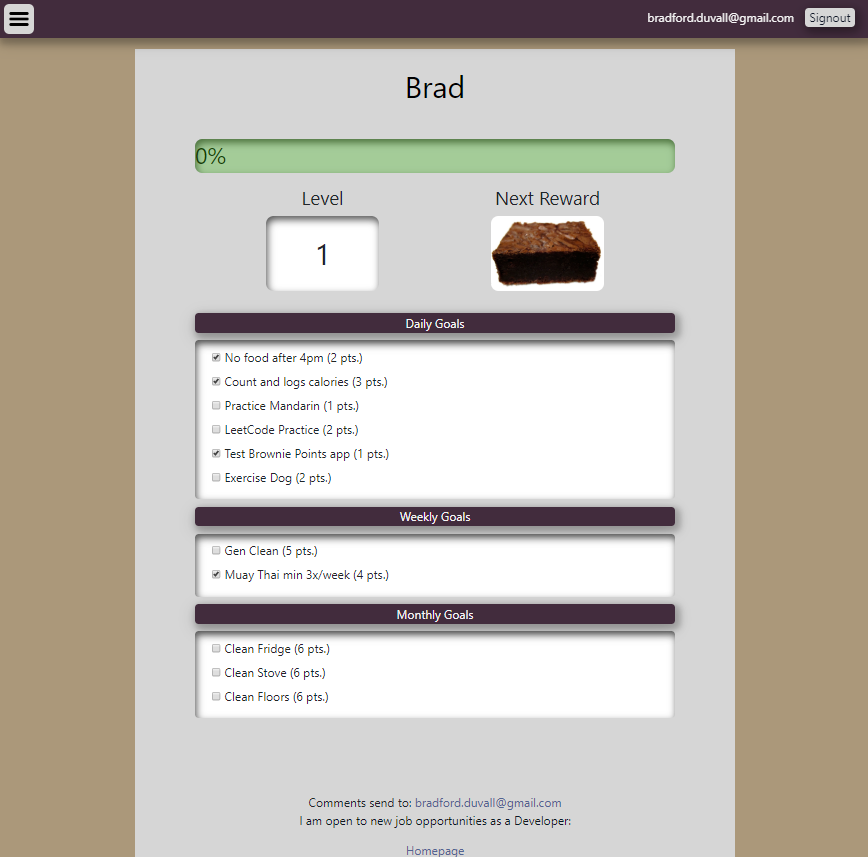 bradford.duvall@gmail.com Signout
Brad
0%
Level Next Reward
1
Daily Goals
No food after 4pm (2 pts.)
Count and logs calories (3 pts.)
Practice Mandarin (1 pts.)
LeetCode Practice (2 pts.)
Test Brownie Points app (1 pts.)
Exercise Dog (2 pts.)
Weekly Goals
Gen Clean (5 pts.)
Muay Thai min 3x/week (4 pts.)
Monthly Goals
Clean Fridge (6 pts.)
Clean Stove (6 pts.)
Clean Floors (6 pts.)
Comments send to: bradford.duvall@gmail.com
I am open to new job opportunities as a Developer:
Homepage